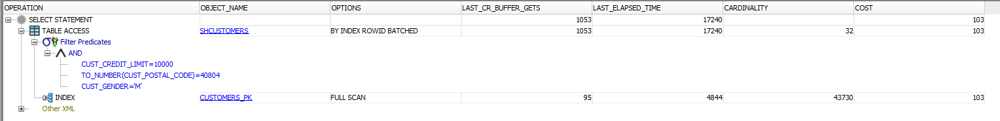 OPERATION OBJECT_NAME OPTIONS LAST_CR_BUFFER_GETS LAST_ELAPSED_TIME CARDINALITY COST
SELECT STATEMENT 1053 17240 103
TABLE ACCESS SHCUSTOMERS BY INDEX ROWID BATCHED 1053 17240 32 103
Filter Predicates
AND
CUST_CREDIT_LIMIT=10000
TO_NUMBER(CUST_POSTAL_CODE)=40804
CUST_GENDER='M'
INDEX CUSTOMERS_PK FULL SCAN 95 4844 43730 103
Other XML